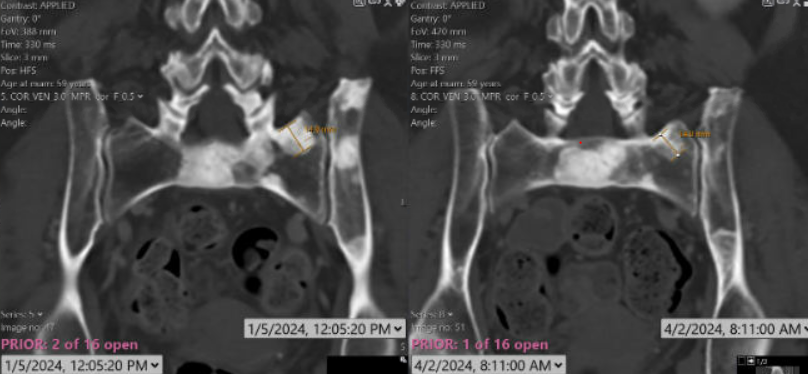 Contrast: APPLIED
Gantry: 0°
FoV: 388 mm
Time: 330 ms
Slice: 3 mm
Pos: HFS
Age at exam: 59 years
5. COR VEN 3.0 MPR cor F 0.5
Angle:
Angle:
Series: 5
Image no: 47
PRIOR: 2 of 16 open
1/5/2024, 12:05:20 PM
1/5/2024, 12:05:20 PM
Contrast: APPLIED
Gantry: 0°
FoV: 420 mm
Time: 330 ms
Slice: 3 mm
Pos: FFS
Age at exam: 59 years
8. COR VEN 3.0 MPR cor F 0.5
Angle:
Angle:
Series: 8
Image no: 51
PRIOR: 1 of 16 open
4/2/2024, 8:11:00 AM
4/2/2024, 8:11:00 AM